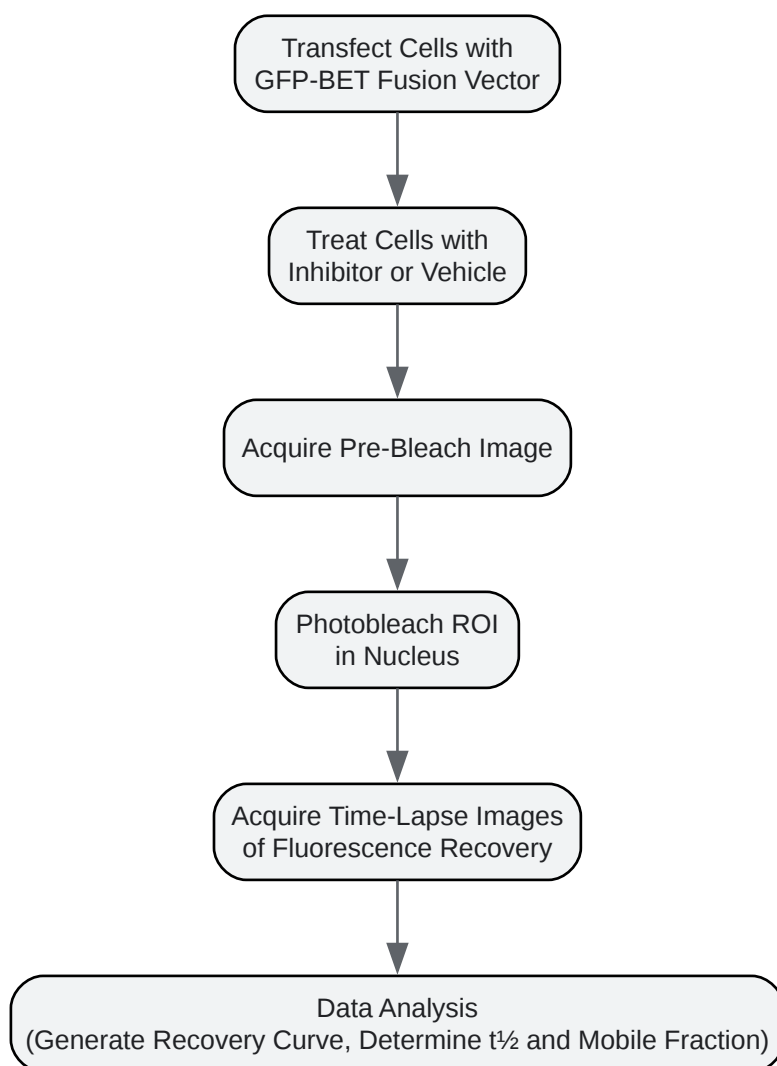 Transfect Cells with
GFP-BET Fusion Vector
Treat Cells with
Inhibitor or Vehicle
Acquire Pre-Bleach Image
Photobleach ROI
in Nucleus
Acquire Time-Lapse Images
of Fluorescence Recovery
Data Analysis
(Generate Recovery Curve, Determine t½ and Mobile Fraction)